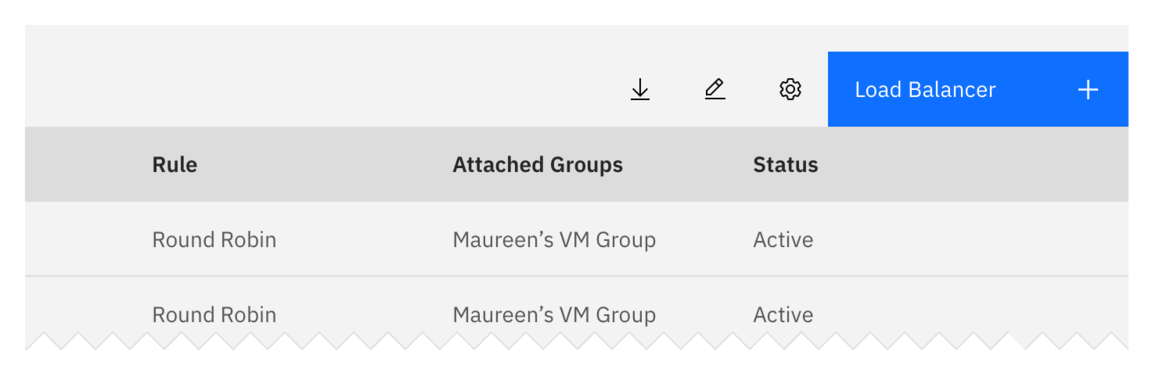 Load Balancer
Rule Attached Groups Status
Round Robin Maureen’s VM Group Active
Round Robin Maureen’s VM Group Active